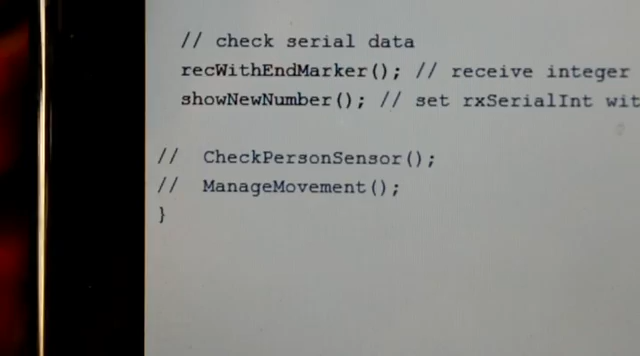 // check serial data
recWithEndMarker(); // receive integer
showNewNumber(); // set rxSerialInt wit
// CheckPersonSensor();
// ManageMovement();
}